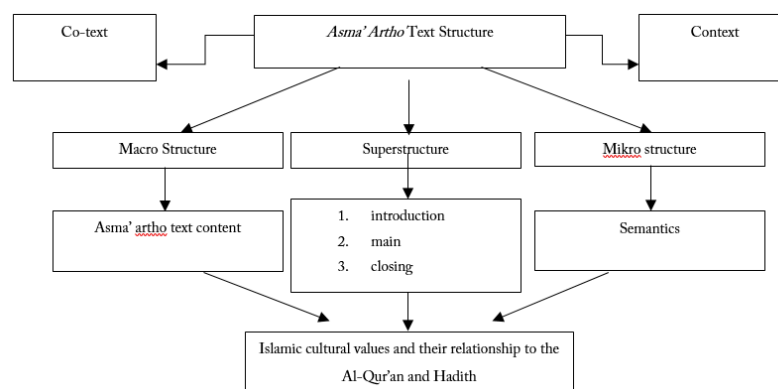 Co-text
Asma' Artho Text Structure
Context
Macro Structure
Superstructure
Mikro structure
Asma' artho text content
1. introduction
2. main
3. closing
Semantics
Islamic cultural values and their relationship to the
Al-Qur'an and Hadith